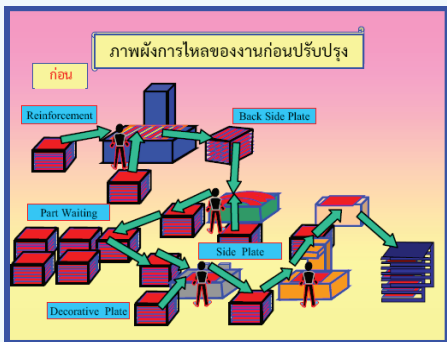 ภาพผังการไหลของงานก่อนปรับปรุง
ก่อน
Reinforcement
Back Side Plate
Part Waiting
Side Plate
Decorative Plate